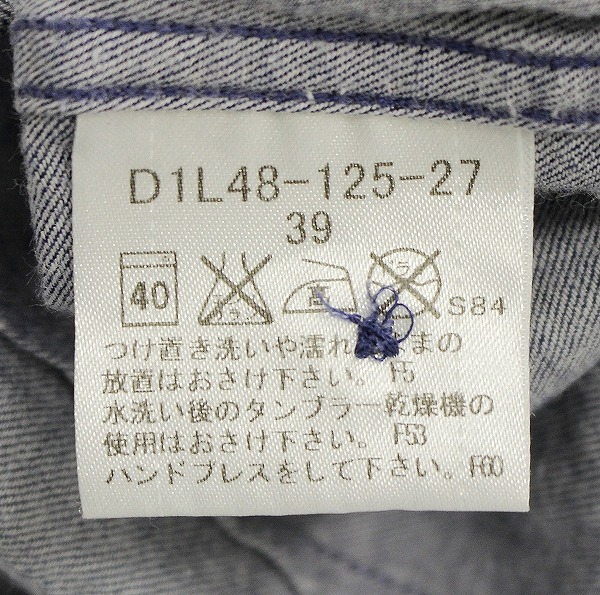 D1L48-125-27
39
40 高 S84
つけ置き洗いや濡れ まの
放置はおさけ下さい。 F5
水洗い後のタンブラー乾燥機の
使用はおさけ下さい。 F53
ハンドプレスをして下さい。 F60